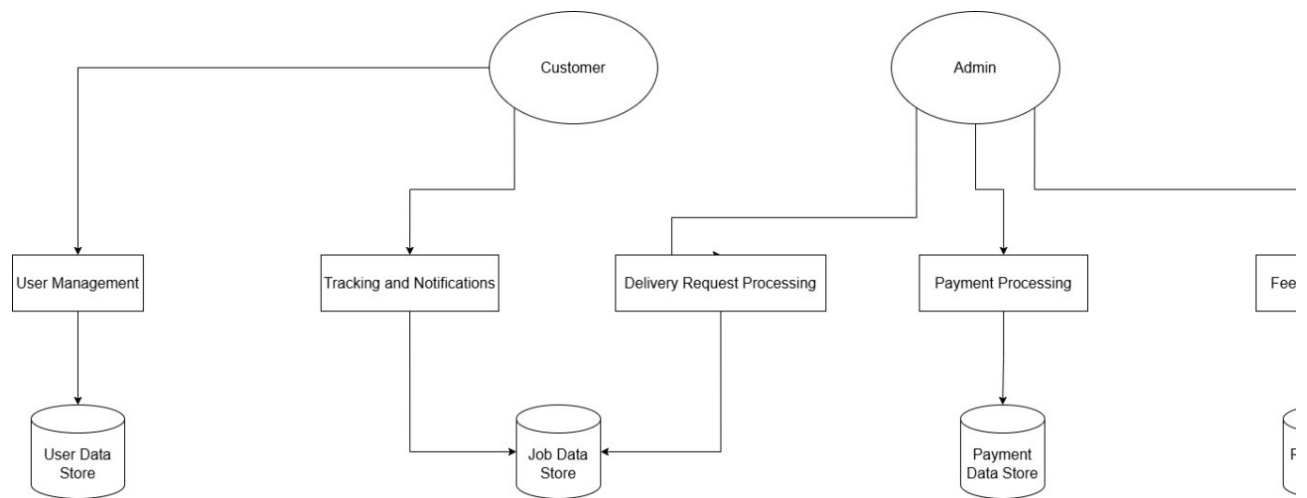 Customer
Admin
User Management
Tracking and Notifications
Delivery Request Processing
Payment Processing
User Data
Store
Job Data
Store
Payment
Data Store